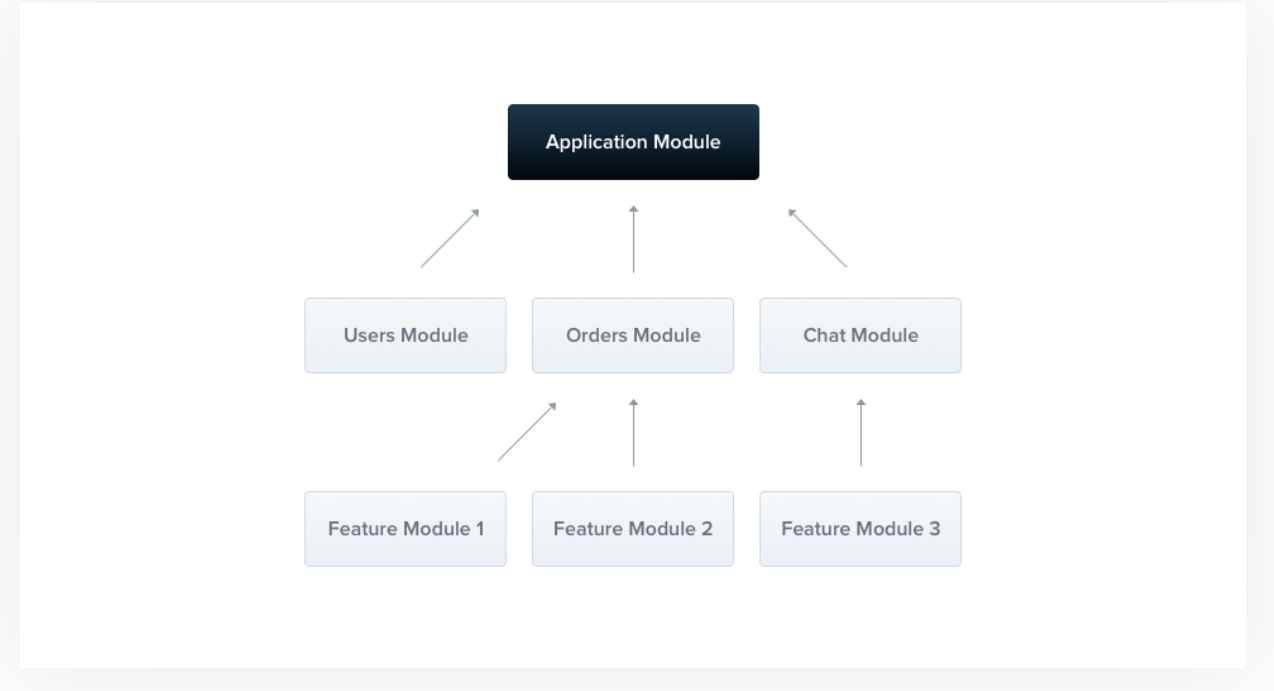 Application Module
Users Module
Orders Module
Chat Module
Feature Module 1
Feature Module 2
Feature Module 3